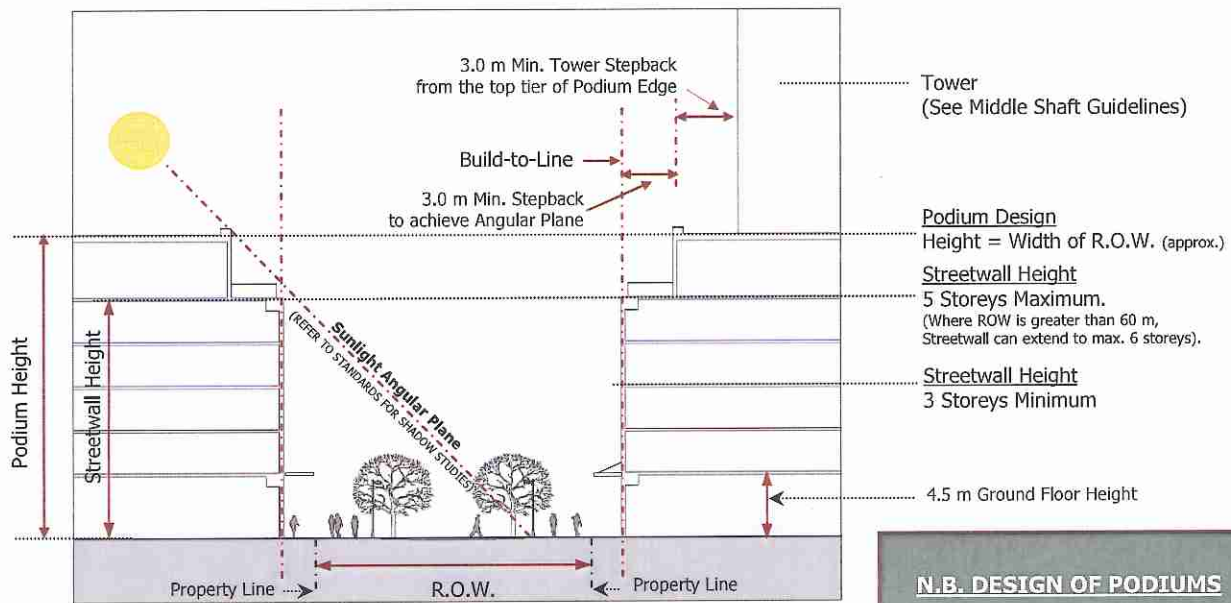 3.0 m Min. Tower Stepback
from the top tier of Podium Edge
Tower
(See Middle Shaft Guidelines)
Build-to-Line
3.0 m Min. Stepback
to achieve Angular Plane
Podium Design
Height = Width of R.O.W. (approx.)
Streetwall Height
5 Storeys Maximum.
(Where ROW is greater than 60 m,
Streetwall can extend to max. 6 storeys).
Streetwall Height
3 Storeys Minimum
Podium Height
Streetwall Height
Sunlight Angular Plane
(REFER TO STANDARDS FOR SHADOW STUDIES)
4.5 m Ground Floor Height
Property Line
R.O.W.
Property Line
N.B. DESIGN OF PODIUMS